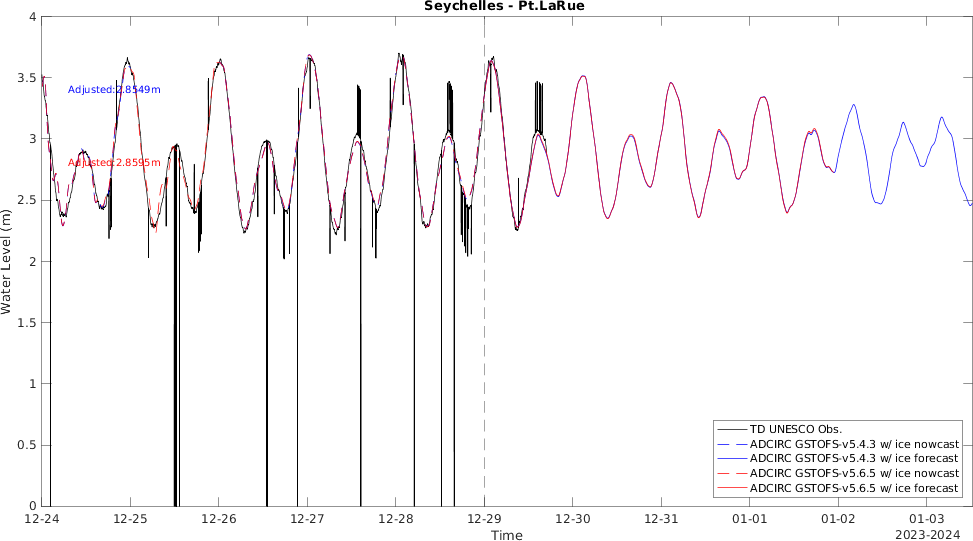 Seychelles - Pt.LaRue
Water Level (m)
4
3.5
3
2.5
2
1.5
1
0.5
0
Adjusted:2.8549m
Adjusted:2.8595m
TD UNESCO Obs.
ADCIRC GSTOFS-v5.4.3 w/ ice nowcast
ADCIRC GSTOFS-v5.4.3 w/ ice forecast
ADCIRC GSTOFS-v5.6.5 w/ ice nowcast
ADCIRC GSTOFS-v5.6.5 w/ ice forecast
12-24 12-25 12-26 12-27 12-28 12-29 12-30 12-31 01-01 01-02 01-03
Time
2023-2024